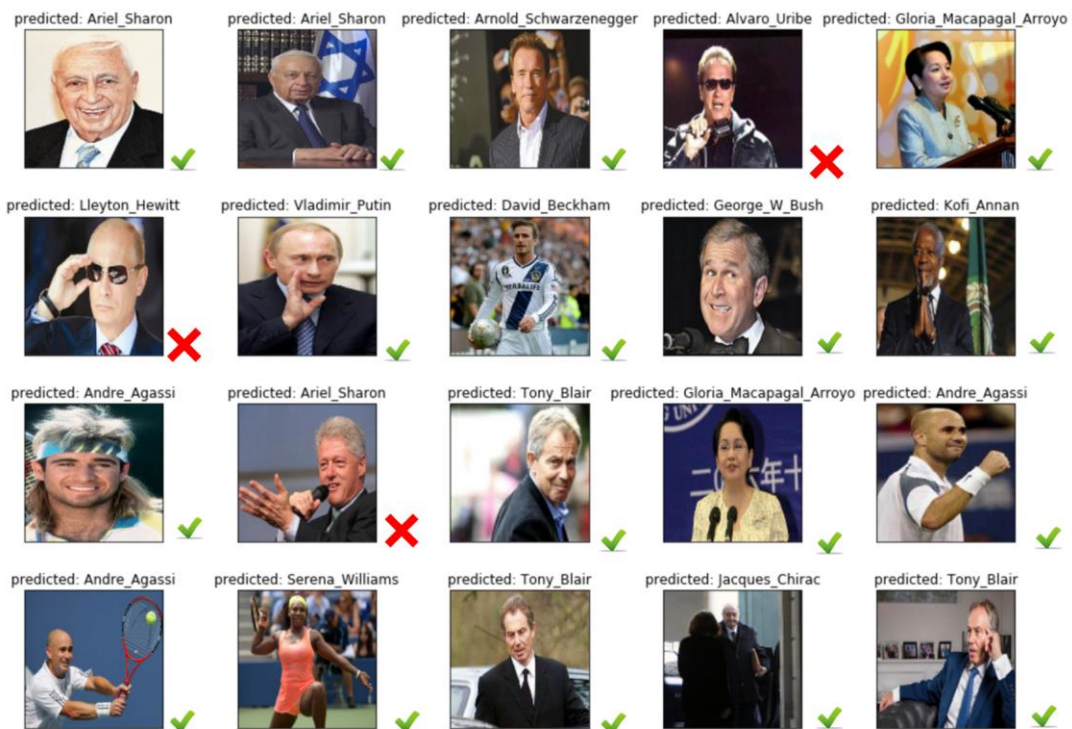 predicted: Ariel_Sharon
predicted: Ariel_Sharon
predicted: Arnold_Schwarzenegger
predicted: Alvaro_Uribe
predicted: Gloria_Macapagal_Arroyo
predicted: Lleyton_Hewitt
predicted: Vladimir_Putin
predicted: David_Beckham
predicted: George_W_Bush
predicted: Kofi_Annan
HERBALIFE
predicted: Andre_Agassi
predicted: Ariel_Sharon
predicted: Tony_Blair
predicted: Gloria_Macapagal_Arroyo
predicted: Andre_Agassi
predicted: Andre_Agassi
predicted: Serena_Williams
predicted: Tony_Blair
predicted: Jacques_Chirac
predicted: Tony_Blair